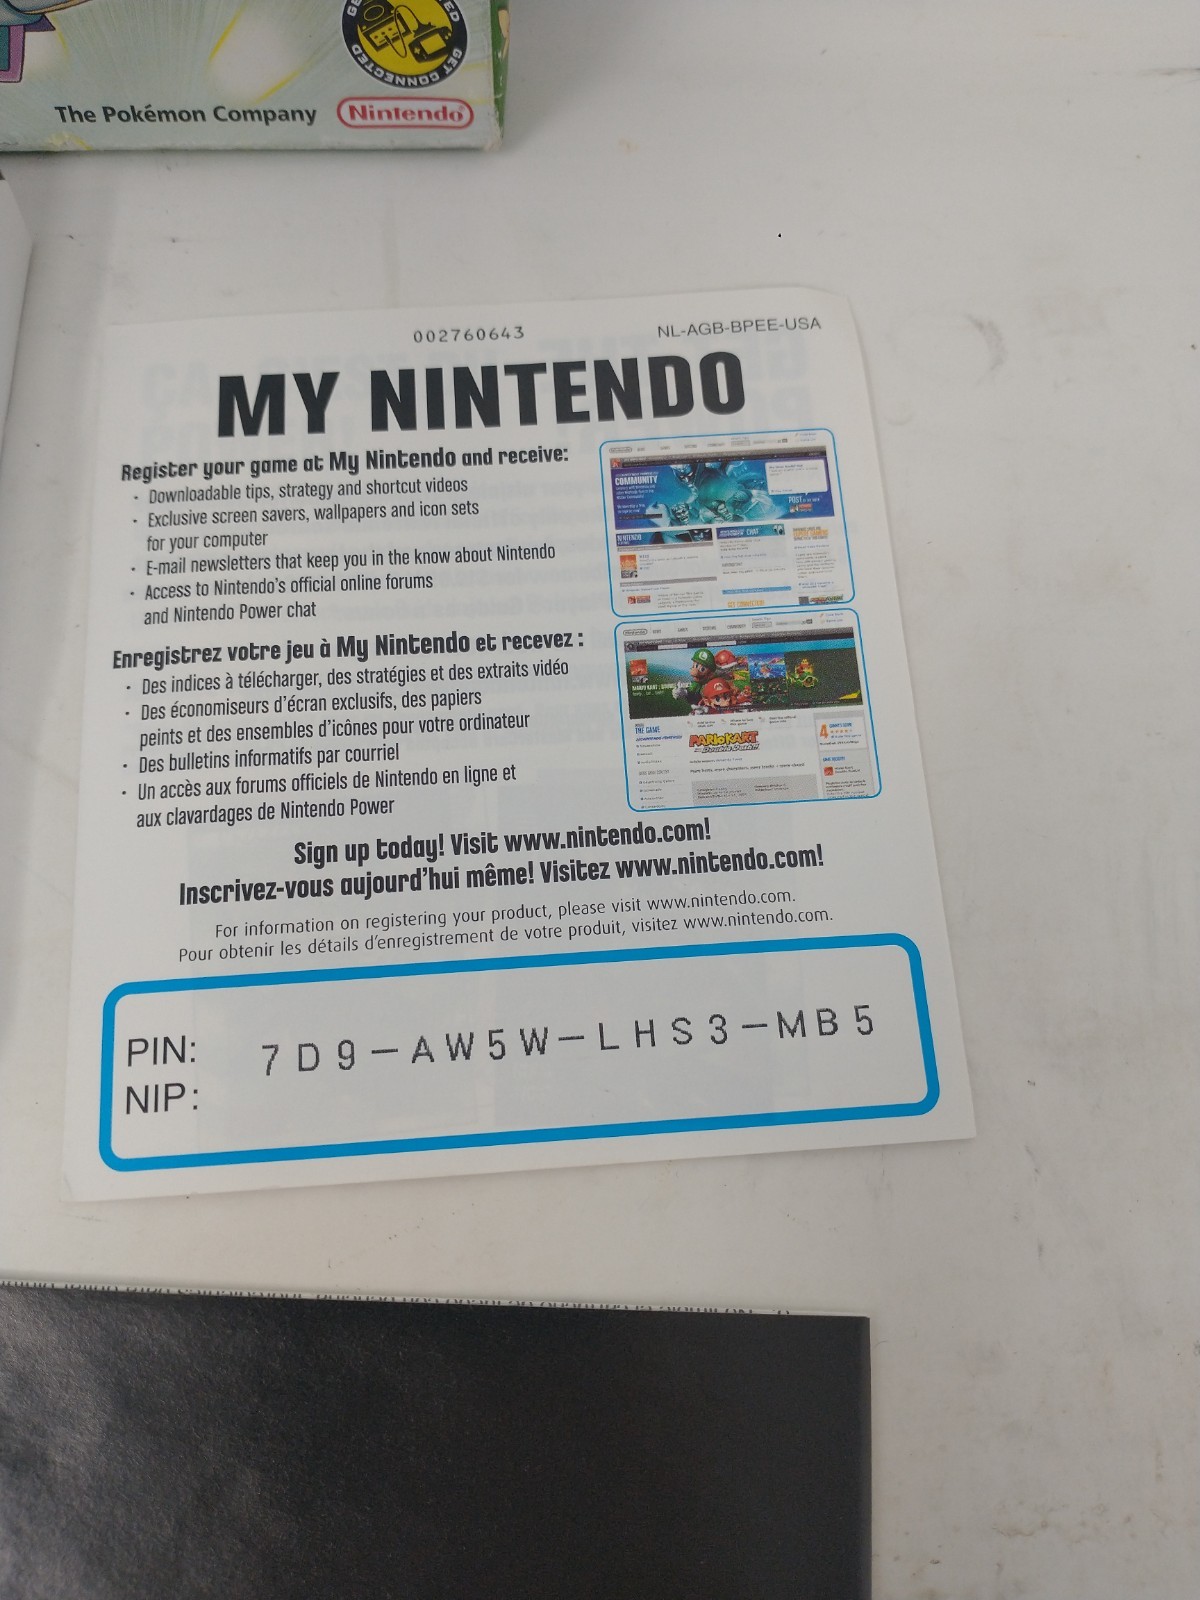 GET CONNECTED
The Pokémon Company
Nintendo
002760643
NL-AGB-BPEE-USA
MY NINTENDO
Register your game at My Nintendo and receive:
· Downloadable tips, strategy and shortcut videos
· Exclusive screen savers, wallpapers and icon sets
for your computer
· E-mail newsletters that keep you in the know about Nintendo
· Access to Nintendo's official online forums
and Nintendo Power chat
COMMUNITY
Enregistrez votre jeu à My Nintendo et recevez :
· Des indices à télécharger, des stratégies et des extraits vidéo
· Des économiseurs d'écran exclusifs, des papiers
peints et des ensembles d'icônes pour votre ordinateur
· Des bulletins informatifs par courriel
· Un accès aux forums officiels de Nintendo en ligne et
aux clavardages de Nintendo Power
THE GAME
MARIOKART
Double Dash!!
Sign up today! Visit www.nintendo.com!
Inscrivez-vous aujourd'hui même! Visitez www.nintendo.com!
For information on registering your product, please visit www.nintendo.com.
Pour obtenir les détails d'enregistrement de votre produit, visitez www.nintendo.com.
PIN: 7D9-AW5W-LHS3-MB5
NIP: